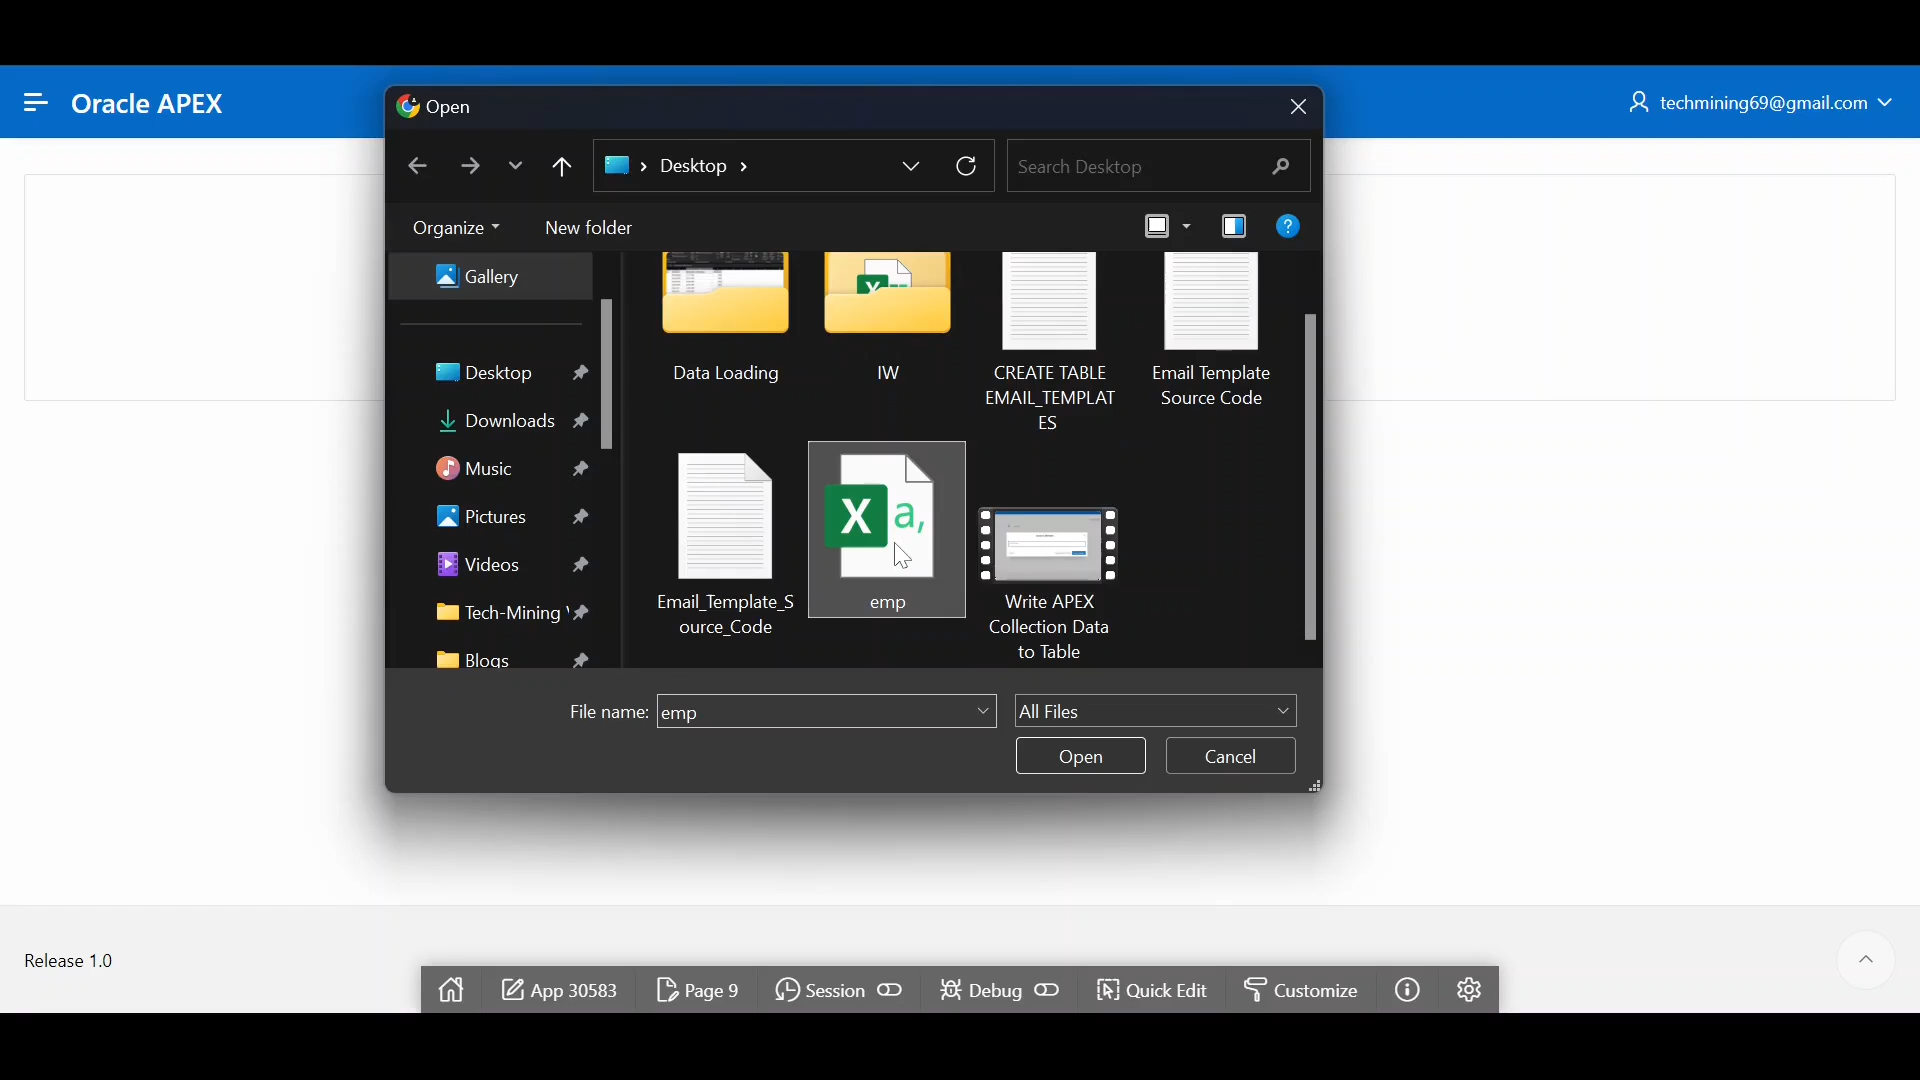 Oracle APEX
Open
techmining69@gmail.com
Desktop
Search Desktop
Organize
New folder
Gallery
Desktop
Downloads
Music
Pictures
Videos
Tech-Mining
Blogs
Data Loading
IW
CREATE TABLE
EMAIL_TEMPLAT
ES
Email Template
Source Code
Email_Template_S
ource_Code
X a,
emp
Write APEX
Collection Data
to Table
File name: emp
All Files
Open
Cancel
Release 1.0
App 30583
Page 9
Session
Debug
Quick Edit
Customize